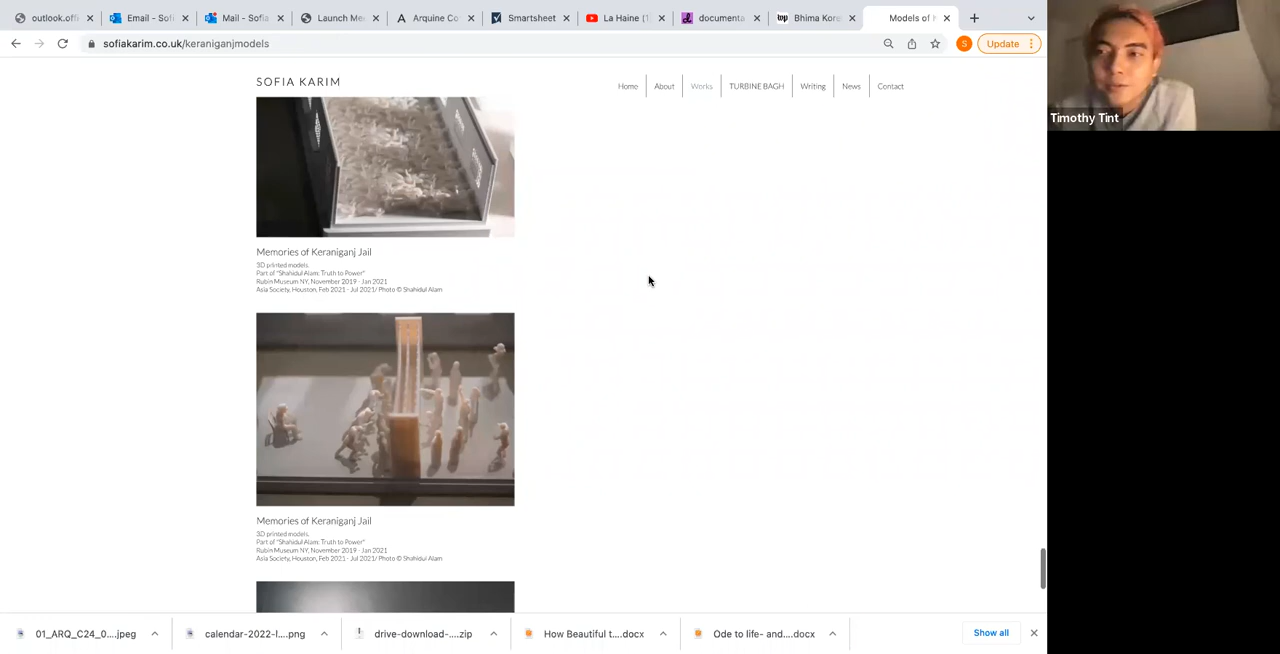 outlook.offi
Email - Sofi
Mail - Sofia
Launch Me
Arquine Co
Smartsheet
La Haine (1
documenta
Bhima Kore
Models of
sofiakarim.co.uk/keraniganjmodels
S
Update
SOFIA KARIM
Home
About
Works
TURBINE BAGH
Writing
News
Contact
Timothy Tint
Memories of Keraniganj Jail
3D printed models.
Part of "Shahidul Alam: Truth to Power"
Rubin Museum NY, November 2019 - Jan 2021
Asia Society, Houston, Feb 2021 - Jul 2021/ Photo © Shahidul Alam
Memories of Keraniganj Jail
3D printed models.
Part of "Shahidul Alam: Truth to Power"
Rubin Museum NY, November 2019 - Jan 2021
Asia Society, Houston, Feb 2021 - Jul 2021/ Photo © Shahidul Alam
01_ARQ_C24_0....jpeg
calendar-2022-l....png
drive-download-....zip
How Beautiful t....docx
Ode to life- and....docx
Show all